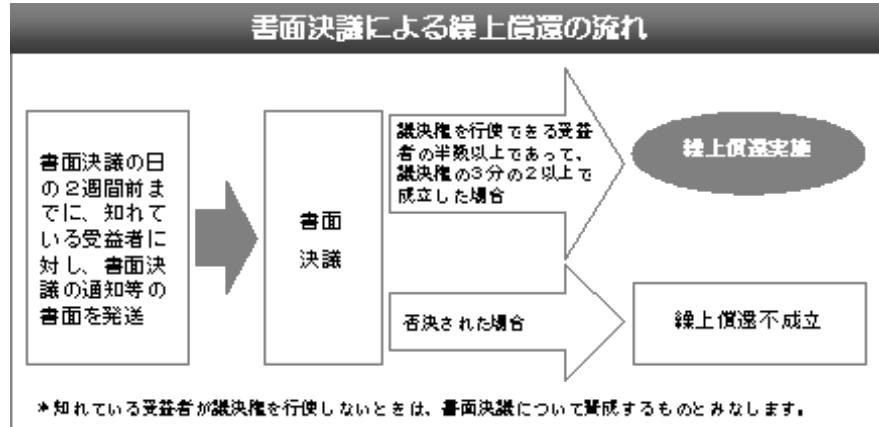 書面決議による繰上償還の流れ
書面決議の日
の2週間前ま
でに、知れて
いる受益者に
対し、書面決
議の通知等の
書面を発送
書面
決議
議決権を行使できる受益
者の半数以上であって、
議決権の3分の2以上で
成立した場合
繰上償還実施
否決された場合
繰上償還不成立
*知れている受益者が議決権を行使しないときは、書面決議について賛成するものとみなします。